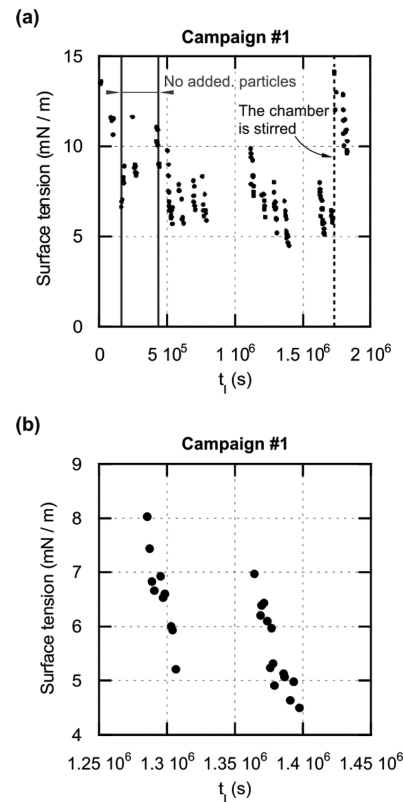 (a)
Campaign #1
15
No added. particles
The chamber
is stirred
10
5
0
Surface tension (mN / m)
0 5 10⁵ 1 10⁶ 1.5 10⁶ 2 10⁶
t_I (s)
(b)
Campaign #1
9
8
7
6
5
4
Surface tension (mN / m)
1.25 10⁶ 1.3 10⁶ 1.35 10⁶ 1.4 10⁶ 1.45 10⁶
t_I (s)